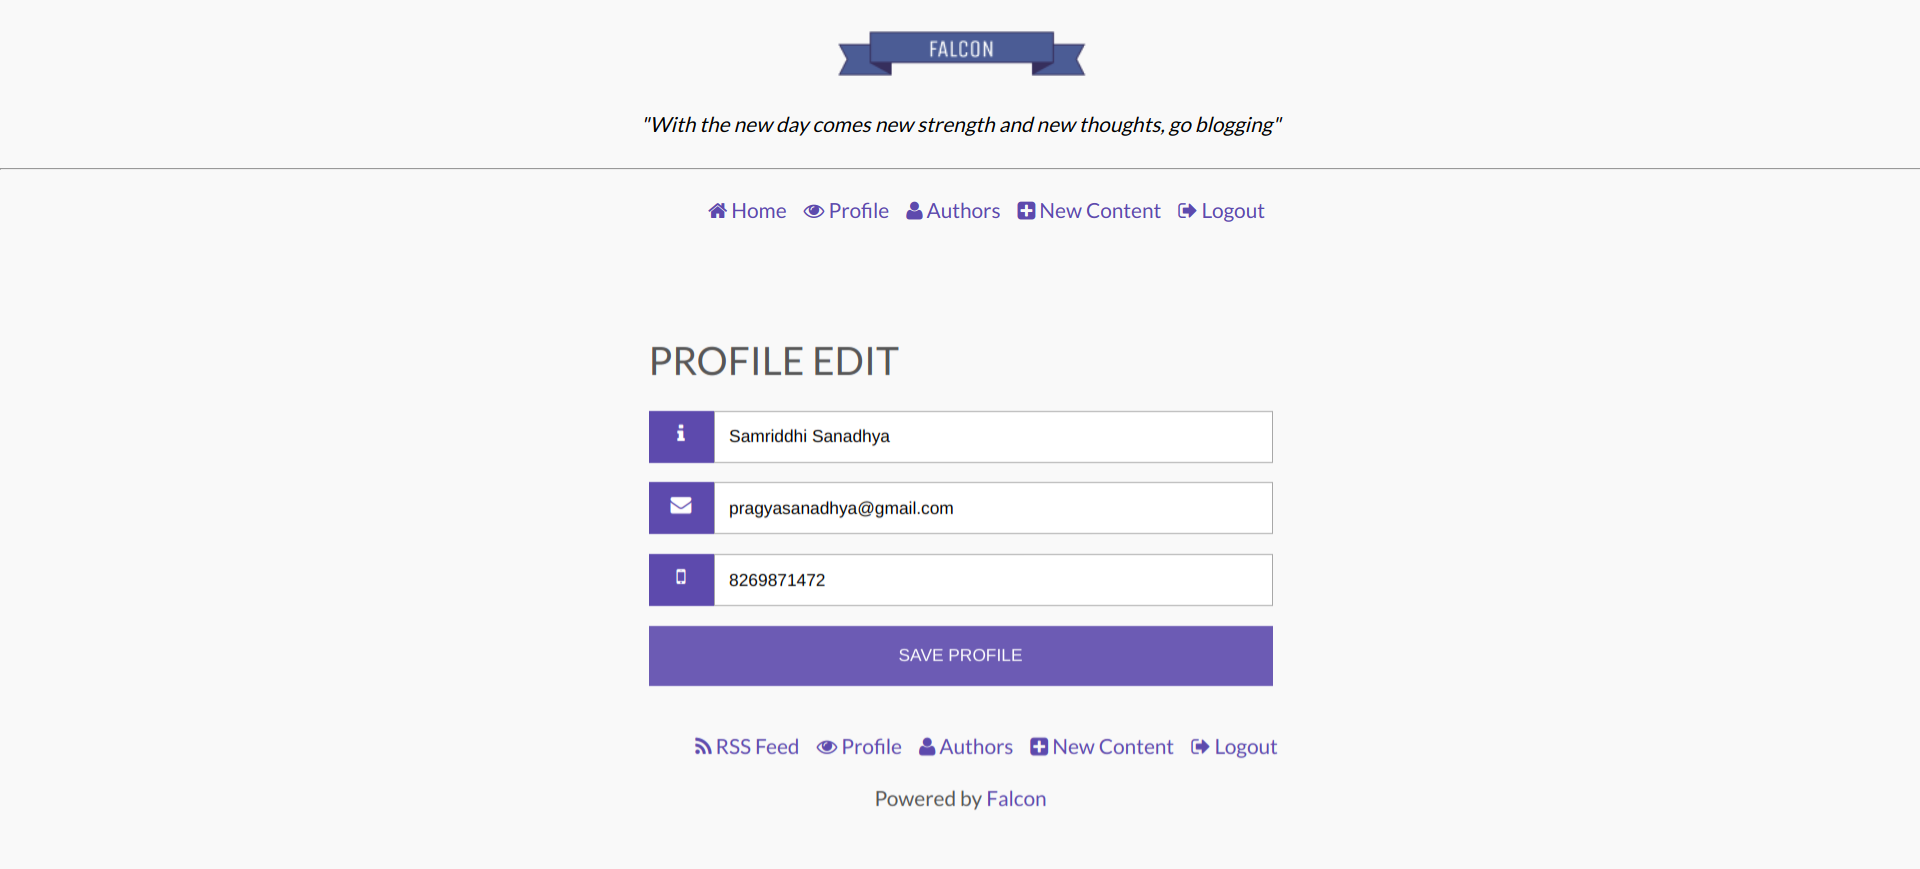 FALCON
"With the new day comes new strength and new thoughts, go blogging"
Home Profile Authors New Content Logout
PROFILE EDIT
Samriddhi Sanadhya
pragyasanadhya@gmail.com
8269871472
SAVE PROFILE
RSS Feed Profile Authors New Content Logout
Powered by Falcon